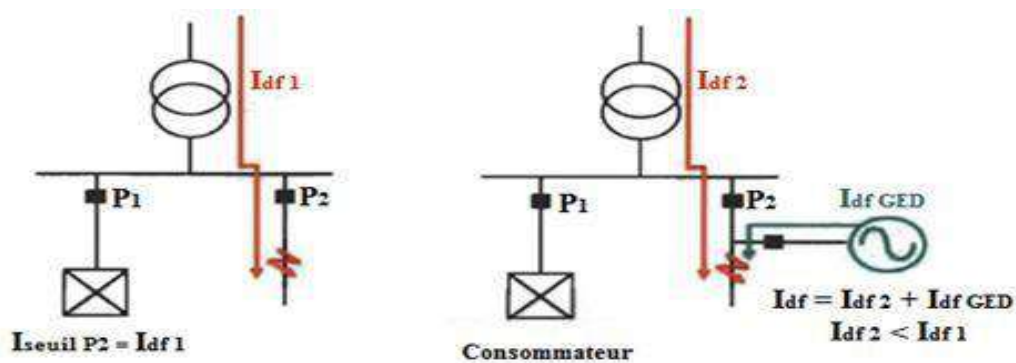 Idf 1
P1
P2
Iseuil P2 = Idf 1
Idf 2
P1
P2
Idf GED
Idf = Idf 2 + Idf GED
Idf 2 < Idf 1
Consommateur